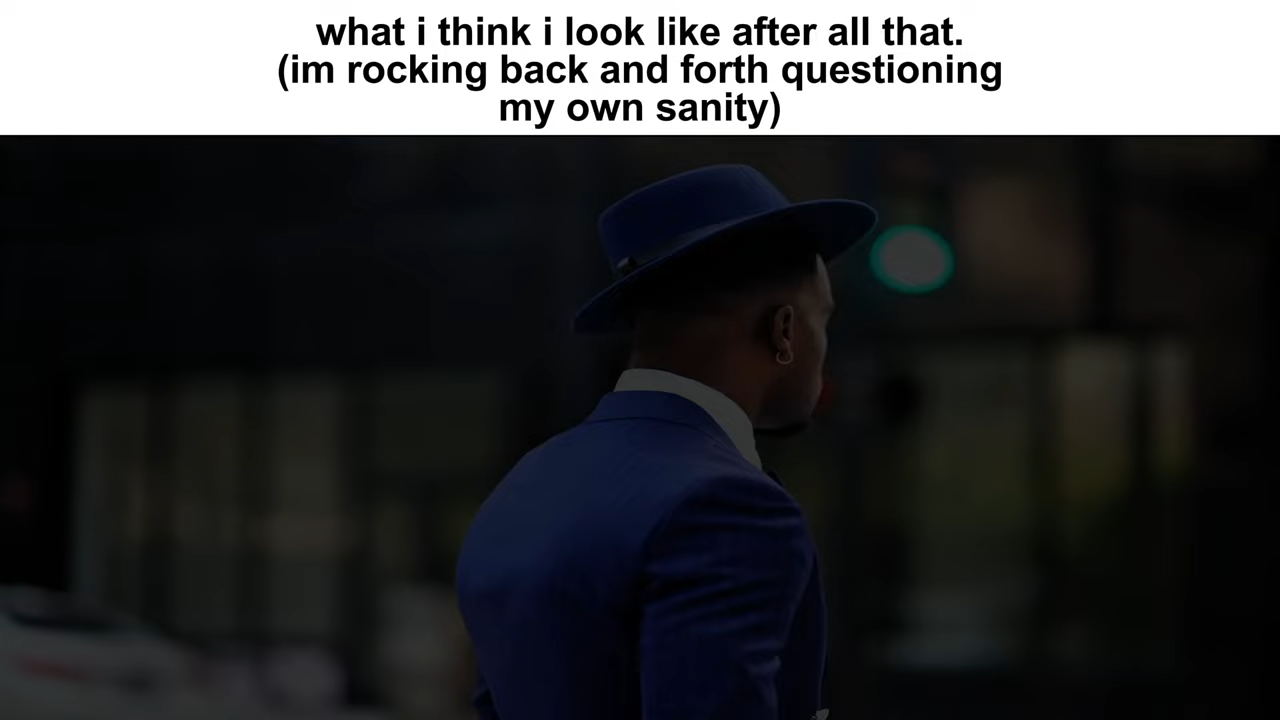 what i think i look like after all that.
(im rocking back and forth questioning
my own sanity)